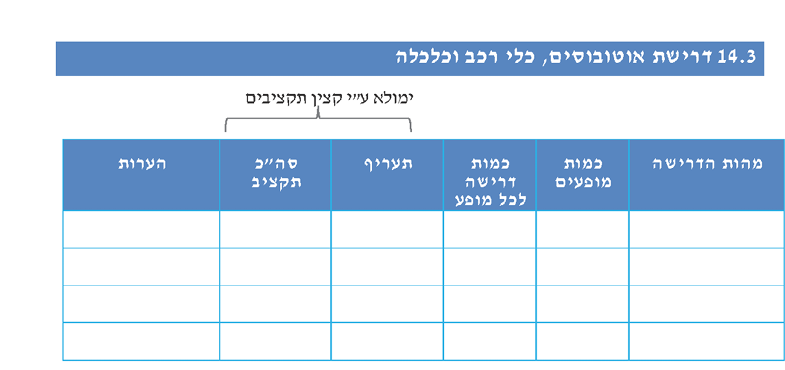 14.3 דרישת אוטובוסים, כלי רכב וכלכלה
ימולא ע״י קצין תקציבים
מהות הדרישה
כמות
מופעים
כמות
דרישה
לכל מופע
תעריף
סה״כ
תקציב
הערות